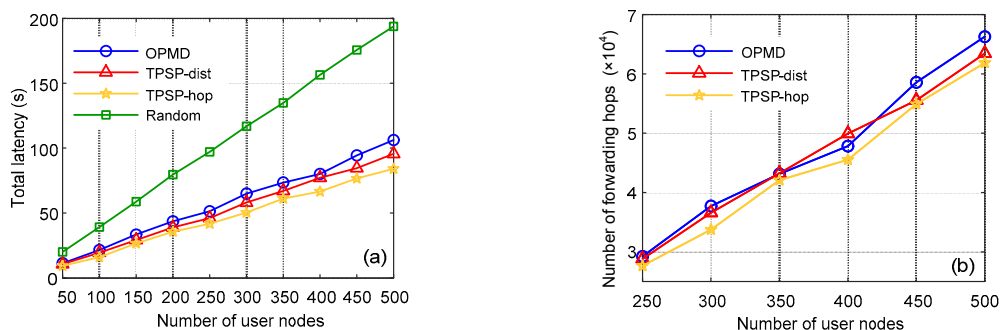 200
150
100
50
0
Total latency (s)
OPMD
TPSP-dist
TPSP-hop
Random
(a)
50 100 150 200 250 300 350 400 450 500
Number of user nodes
7
6
5
4
3
Number of forwarding hops (×10⁴)
OPMD
TPSP-dist
TPSP-hop
(b)
250 300 350 400 450 500
Number of user nodes